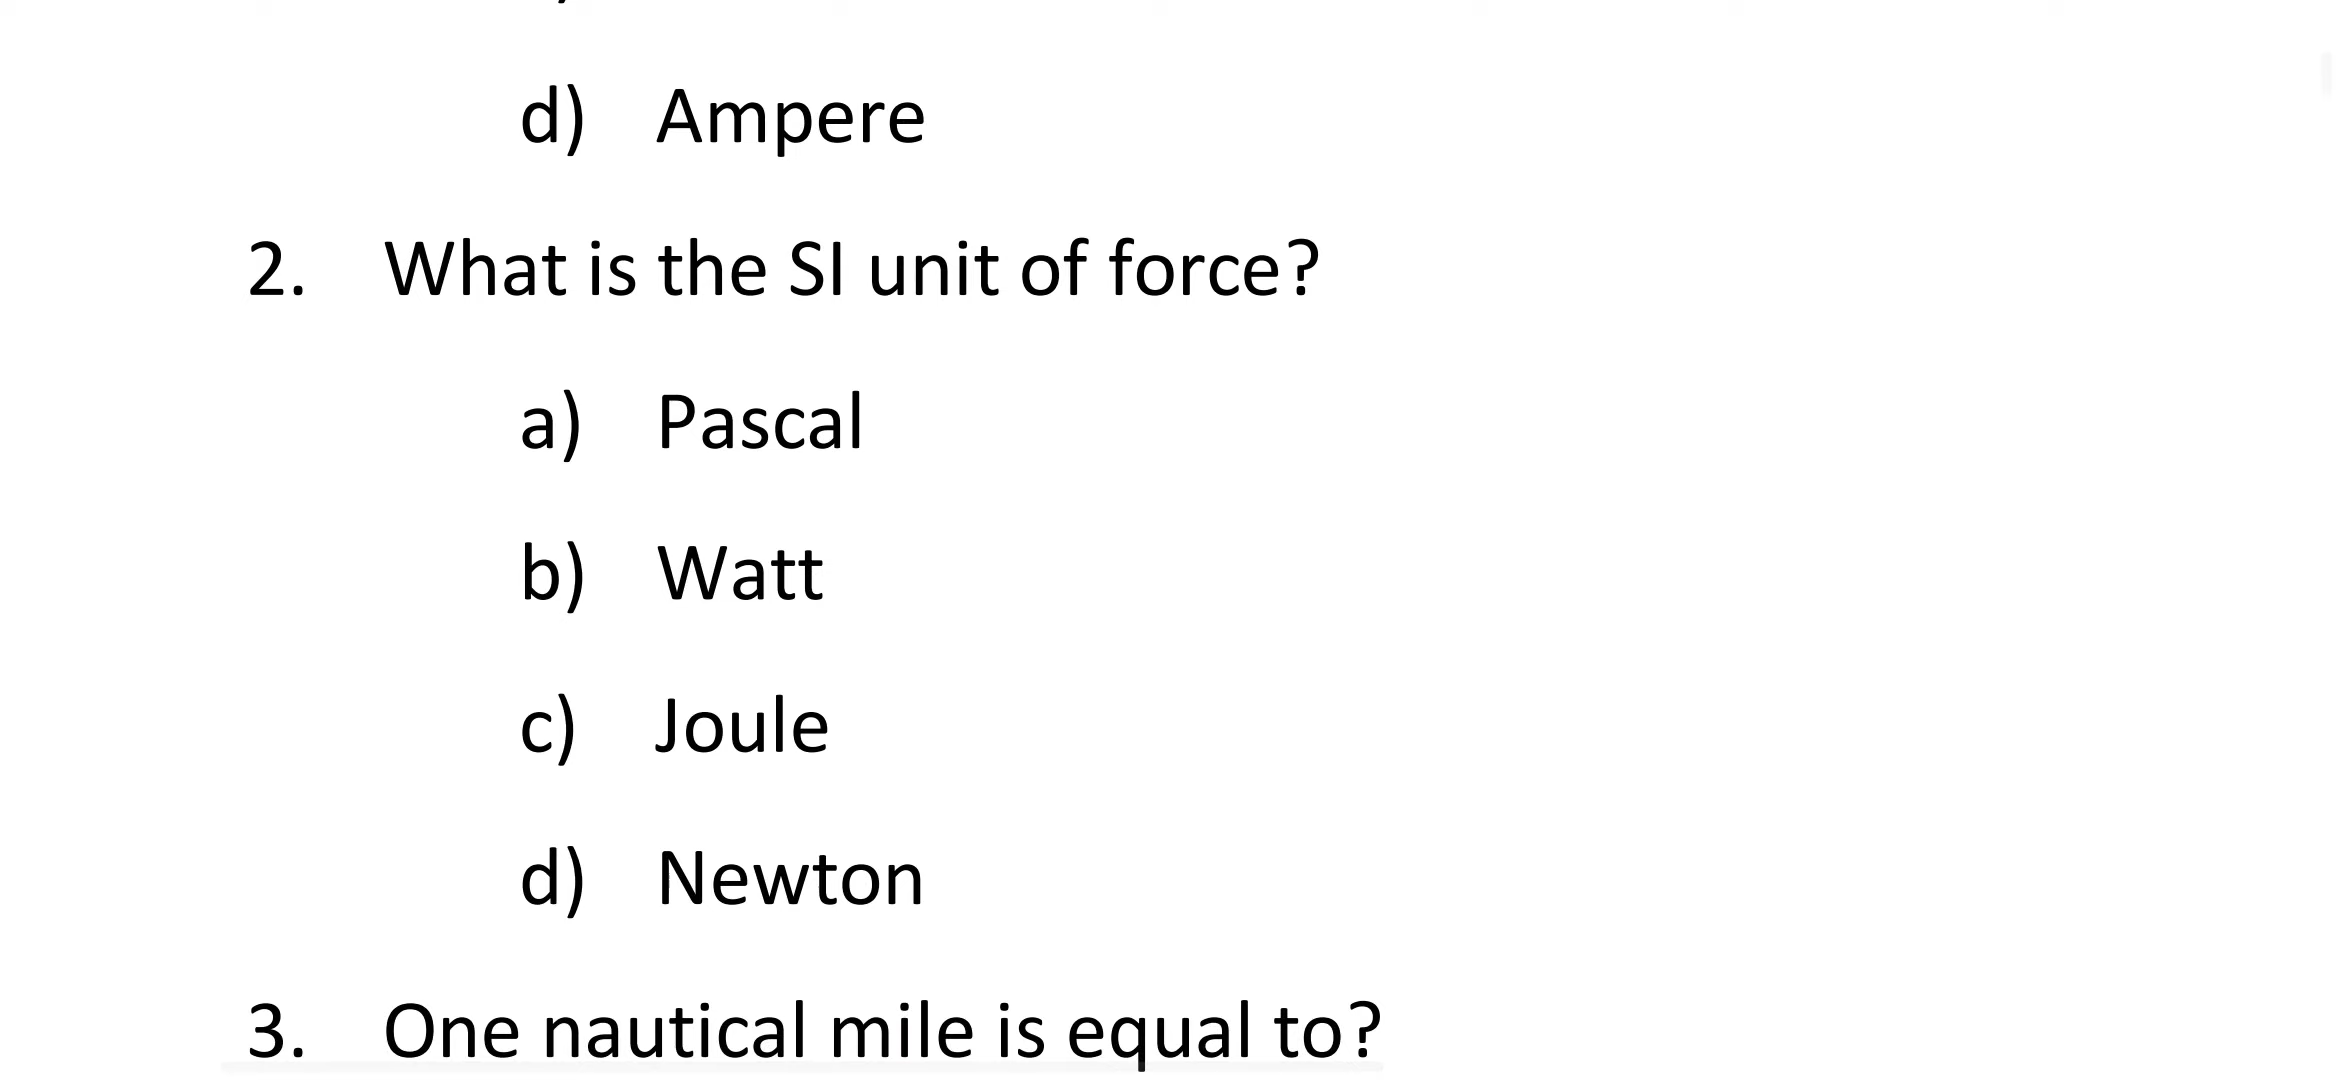 d) Ampere
2. What is the SI unit of force?
a) Pascal
b) Watt
c) Joule
d) Newton
3. One nautical mile is equal to?